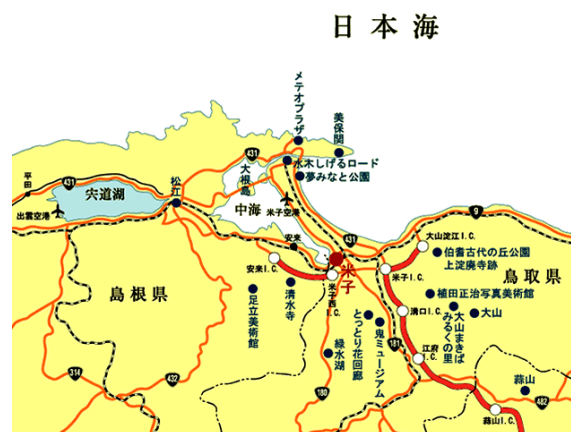 日本海
メテオプラザ
美保関
水木しげるロード
夢みなと公園
431
大根島
米子空港
中海
平田
431
宍道湖
松江
出雲空港
9
431
大山淀江I.C.
伯耆古代の丘公園
上淀廃寺跡
安来
米子
安来I.C.
米子西I.C.
米子I.C.
鳥取県
島根県
足立美術館
清水寺
植田正治写真美術館
溝口I.C.
大山まきば
みるくの里
大山
とっとり花回廊
鬼ミュージアム
181
緑水湖
江府I.C.
314
432
180
蒜山
482
蒜山I.C.